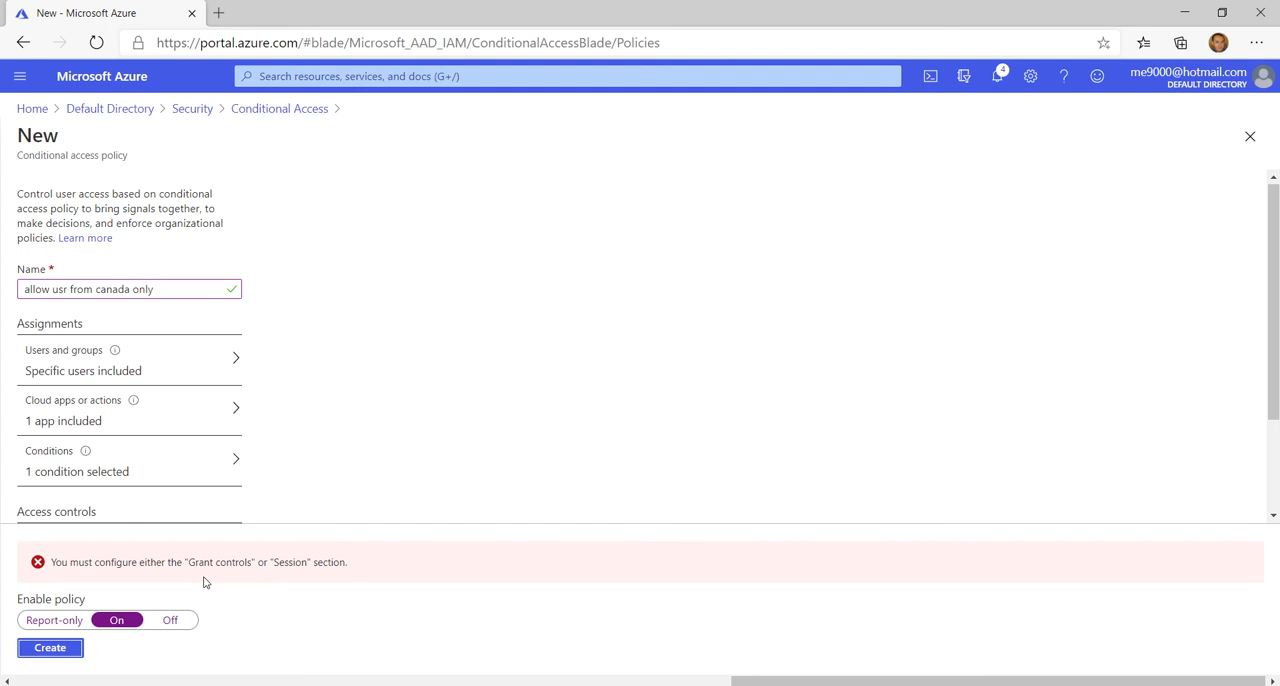 New - Microsoft Azure
https://portal.azure.com/#blade/Microsoft_AAD_IAM/ConditionalAccessBlade/Policies
Microsoft Azure
Search resources, services, and docs (G+/)
4
me9000@hotmail.com
DEFAULT DIRECTORY
Home > Default Directory > Security > Conditional Access >
New
Conditional access policy
Control user access based on conditional
access policy to bring signals together, to
make decisions, and enforce organizational
policies. Learn more
Name *
allow usr from canada only
Assignments
Users and groups
Specific users included
Cloud apps or actions
1 app included
Conditions
1 condition selected
Access controls
You must configure either the "Grant controls" or "Session" section.
Enable policy
Report-only On Off
Create